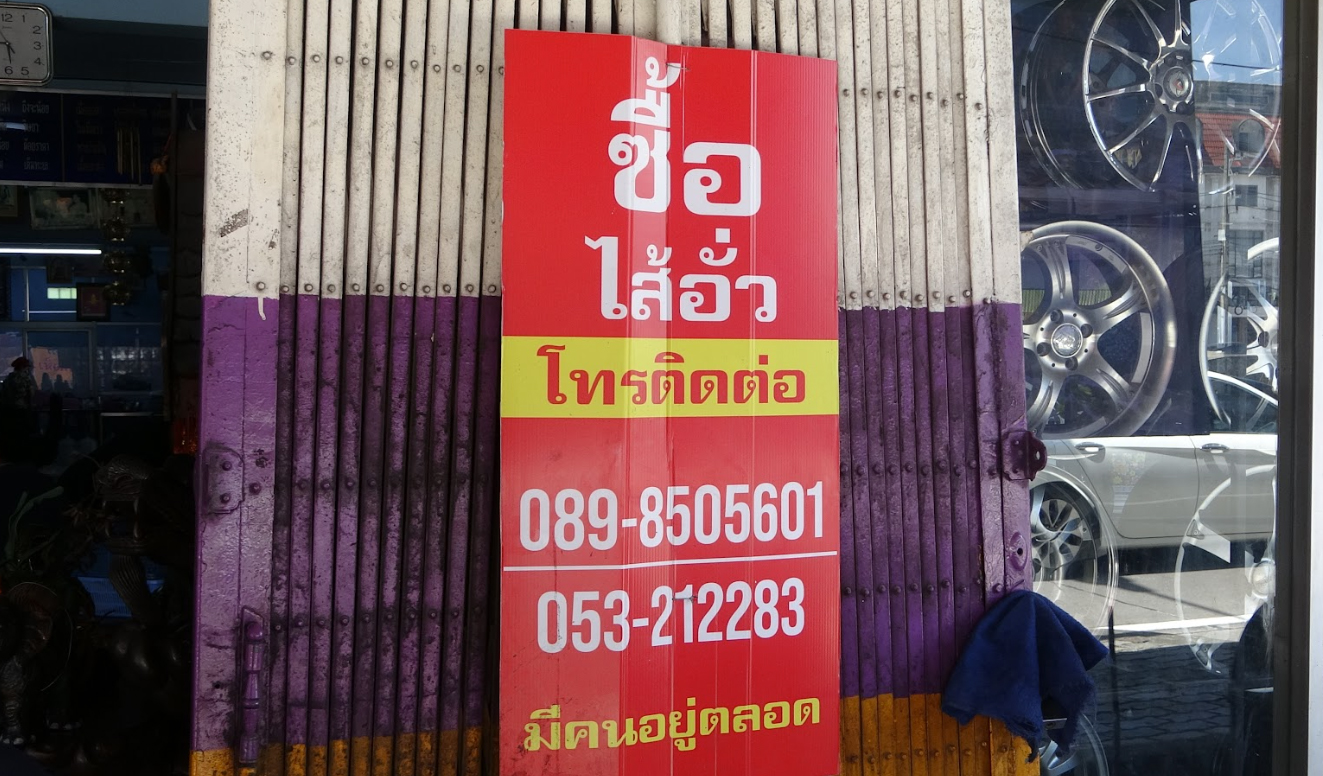 ซื้อ
ไส้อั่ว
โทรติดต่อ
089-8505601
053-212283
มีคนอยู่ตลอด